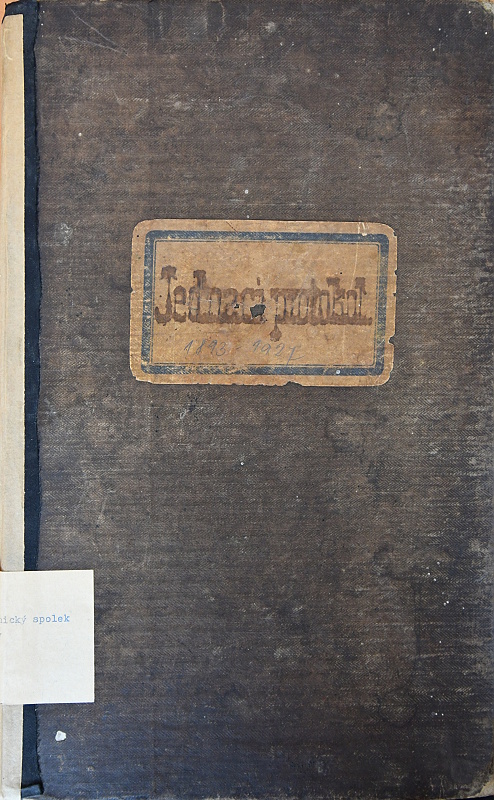 Jednací protokol.
1893 - 1927
nický spolek